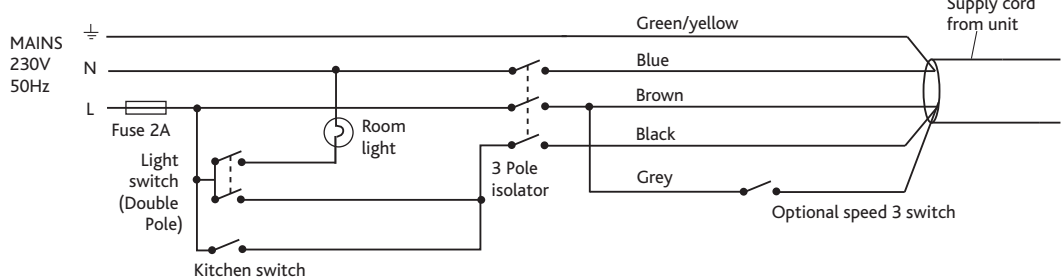 Supply cord
from unit
Green/yellow
MAINS
230V
50Hz
N
Blue
L
Brown
Fuse 2A
Room
light
Black
Light
switch
(Double
Pole)
3 Pole
isolator
Grey
Optional speed 3 switch
Kitchen switch